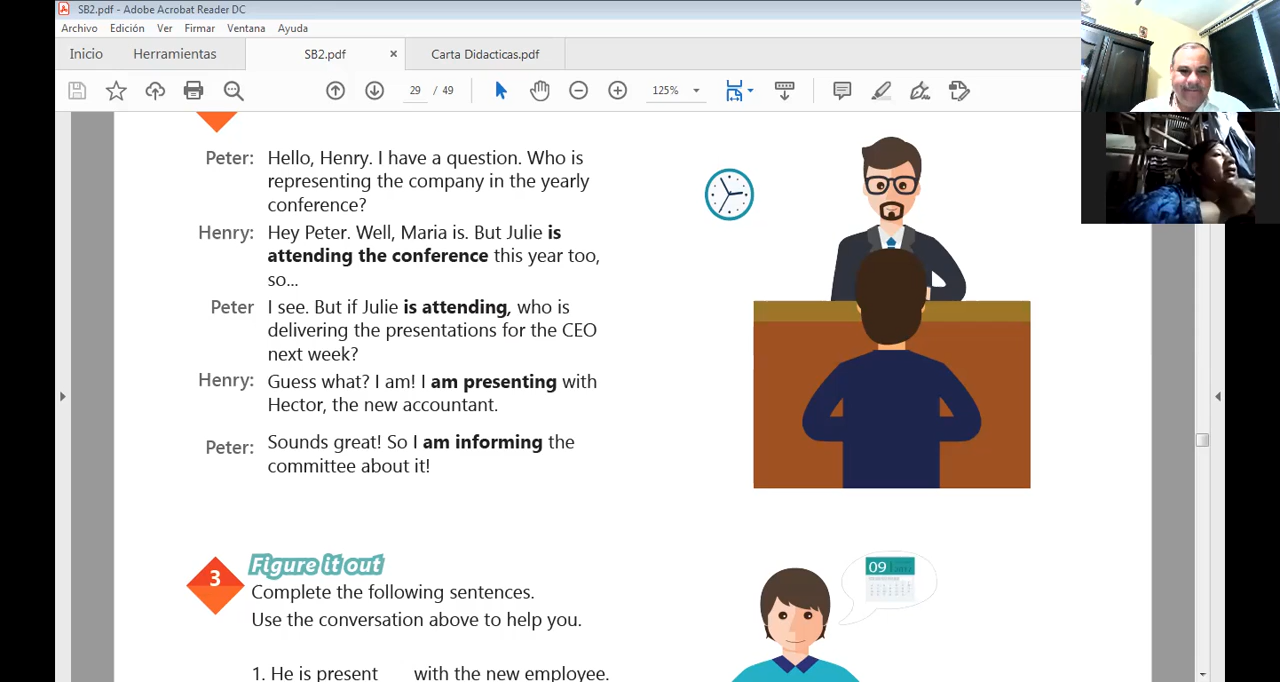 SB2.pdf - Adobe Acrobat Reader DC
Archivo Edición Ver Firmar Ventana Ayuda
Inicio Herramientas SB2.pdf × Carta Didacticas.pdf
29 / 49 125%
Peter: Hello, Henry. I have a question. Who is
representing the company in the yearly
conference?
Henry: Hey Peter. Well, Maria is. But Julie is
attending the conference this year too,
so...
Peter I see. But if Julie is attending, who is
delivering the presentations for the CEO
next week?
Henry: Guess what? I am! I am presenting with
Hector, the new accountant.
Peter: Sounds great! So I am informing the
committee about it!
3
Figure it out
09
Complete the following sentences.
Use the conversation above to help you.
1. He is present with the new employee.